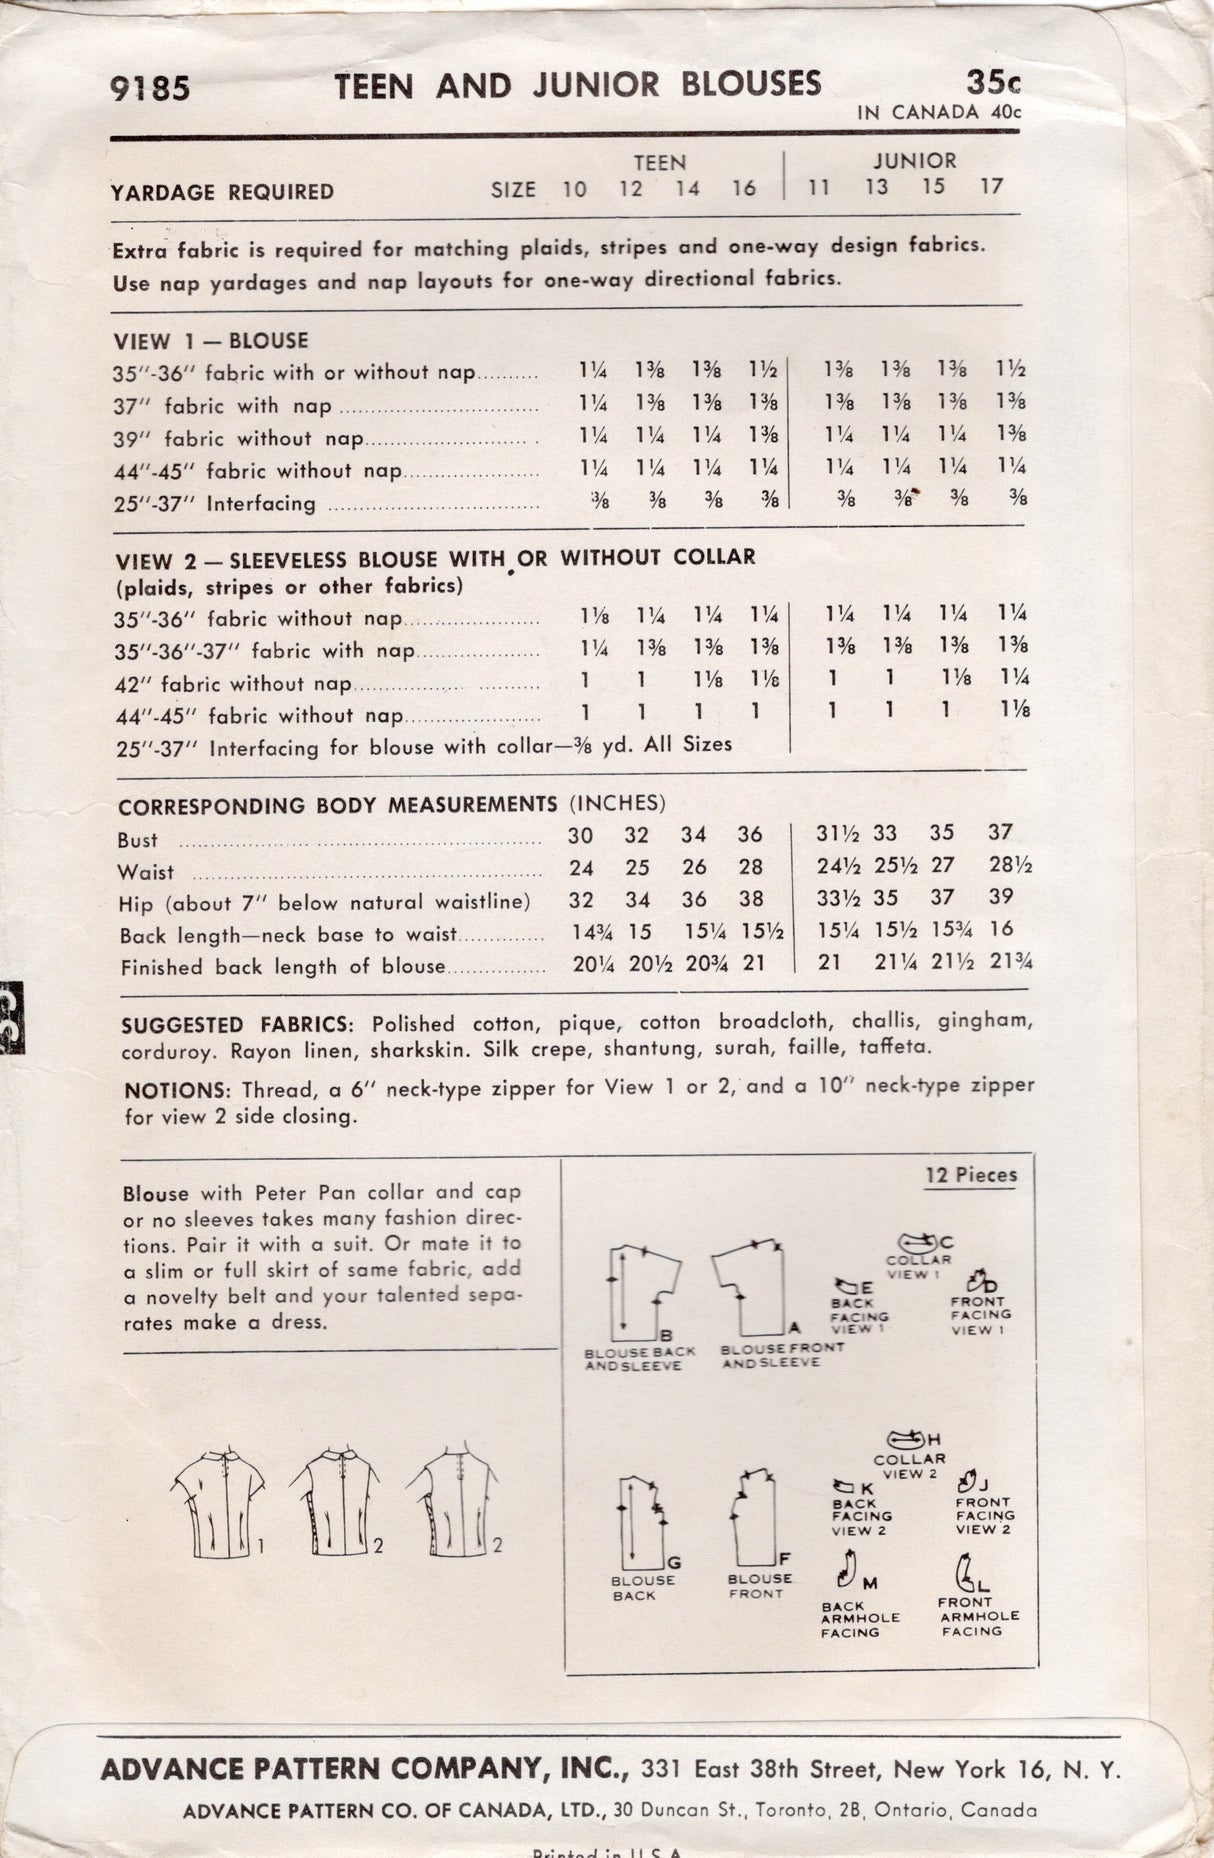 9185 TEEN AND JUNIOR BLOUSES 35c
IN CANADA 40c
TEEN JUNIOR
YARDAGE REQUIRED SIZE 10 12 14 16 11 13 15 17
Extra fabric is required for matching plaids, stripes and one-way design fabrics.
Use nap yardages and nap layouts for one-way directional fabrics.
VIEW 1 — BLOUSE
35"-36" fabric with or without nap.......... 1¼ 1⅜ 1⅜ 1½ 1⅜ 1⅜ 1⅜ 1½
37" fabric with nap .......... 1¼ 1⅜ 1⅜ 1⅜ 1⅜ 1⅜ 1⅜ 1⅜
39" fabric without nap.......... 1¼ 1¼ 1¼ 1⅜ 1¼ 1¼ 1¼ 1⅜
44"-45" fabric without nap.......... 1¼ 1¼ 1¼ 1¼ 1¼ 1¼ 1¼ 1¼
25"-37" Interfacing .......... ⅜ ⅜ ⅜ ⅜ ⅜ ⅜ ⅜ ⅜
VIEW 2 — SLEEVELESS BLOUSE WITH OR WITHOUT COLLAR
(plaids, stripes or other fabrics)
35"-36" fabric without nap.......... 1⅛ 1¼ 1¼ 1¼ 1¼ 1¼ 1¼ 1¼
35"-36"-37" fabric with nap.......... 1¼ 1⅜ 1⅜ 1⅜ 1⅜ 1⅜ 1⅜ 1⅜
42" fabric without nap.......... 1 1 1⅛ 1⅛ 1 1 1⅛ 1¼
44"-45" fabric without nap.......... 1 1 1 1 1 1 1 1⅛
25"-37" Interfacing for blouse with collar—⅜ yd. All Sizes
CORRESPONDING BODY MEASUREMENTS (INCHES)
Bust .......... 30 32 34 36 31½ 33 35 37
Waist .......... 24 25 26 28 24½ 25½ 27 28½
Hip (about 7" below natural waistline) 32 34 36 38 33½ 35 37 39
Back length—neck base to waist.......... 14¾ 15 15¼ 15½ 15¼ 15½ 15¾ 16
Finished back length of blouse.......... 20¼ 20½ 20¾ 21 21 21¼ 21½ 21¾
SUGGESTED FABRICS: Polished cotton, pique, cotton broadcloth, challis, gingham,
corduroy. Rayon linen, sharkskin. Silk crepe, shantung, surah, faille, taffeta.
NOTIONS: Thread, a 6" neck-type zipper for View 1 or 2, and a 10" neck-type zipper
for view 2 side closing.
Blouse with Peter Pan collar and cap
or no sleeves takes many fashion direc-
tions. Pair it with a suit. Or mate it to
a slim or full skirt of same fabric, add
a novelty belt and your talented sepa-
rates make a dress.
1 2 2
12 Pieces
B
BLOUSE BACK
AND SLEEVE
A
BLOUSE FRONT
AND SLEEVE
C
COLLAR
VIEW 1
E
BACK
FACING
VIEW 1
D
FRONT
FACING
VIEW 1
G
BLOUSE
BACK
F
BLOUSE
FRONT
H
COLLAR
VIEW 2
K
BACK
FACING
VIEW 2
J
FRONT
FACING
VIEW 2
M
BACK
ARMHOLE
FACING
L
FRONT
ARMHOLE
FACING
ADVANCE PATTERN COMPANY, INC., 331 East 38th Street, New York 16, N. Y.
ADVANCE PATTERN CO. OF CANADA, LTD., 30 Duncan St., Toronto, 2B, Ontario, Canada
Printed in U.S.A.